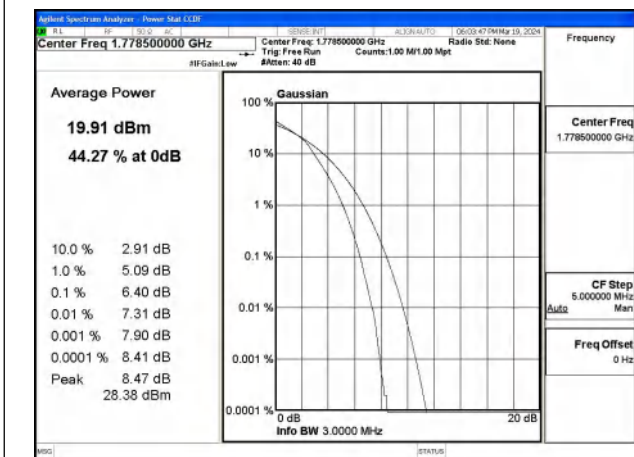 Agilent Spectrum Analyzer - Power Stat CCDF
RL RF 50 Ω AC SENSE:INT ALIGN AUTO 06:03:47 PM Mar 19, 2024
Center Freq 1.778500000 GHz
Center Freq: 1.778500000 GHz Radio Std: None
Trig: Free Run Counts:1.00 M/1.00 Mpt
#IFGain:Low #Atten: 40 dB
Frequency
Average Power
19.91 dBm
44.27 % at 0dB
10.0 % 2.91 dB
1.0 % 5.09 dB
0.1 % 6.40 dB
0.01 % 7.31 dB
0.001 % 7.90 dB
0.0001 % 8.41 dB
Peak 8.47 dB
28.38 dBm
Gaussian
100 %
10 %
1 %
0.1 %
0.01 %
0.001 %
0.0001 %
0 dB 20 dB
Info BW 3.0000 MHz
Center Freq
1.778500000 GHz
CF Step
5.000000 MHz
Auto Man
Freq Offset
0 Hz
MSG STATUS